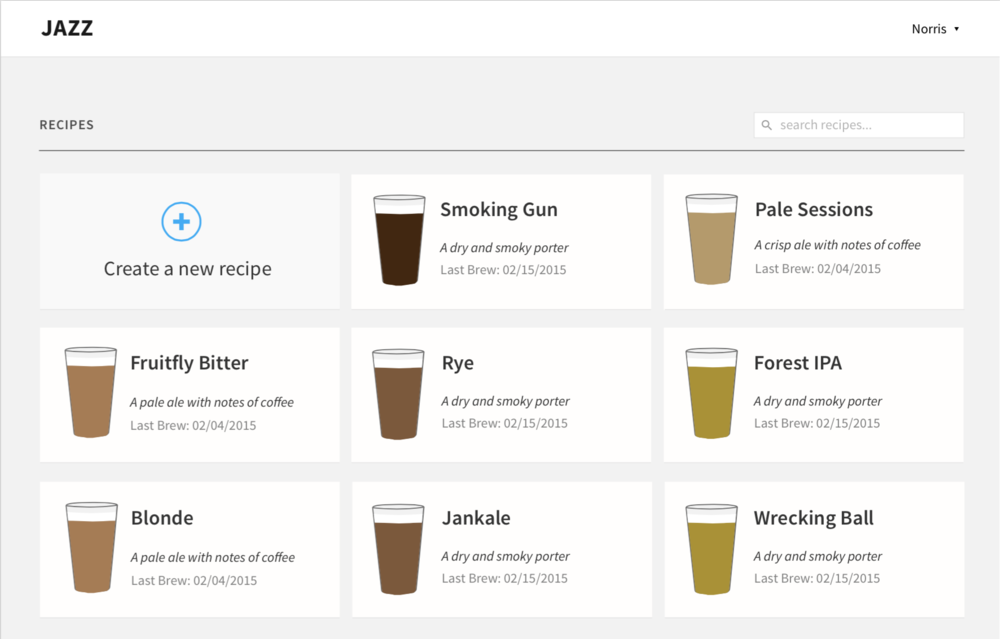 JAZZ
Norris
RECIPES
search recipes...
Create a new recipe
Smoking Gun
A dry and smoky porter
Last Brew: 02/15/2015
Pale Sessions
A crisp ale with notes of coffee
Last Brew: 02/04/2015
Fruitfly Bitter
A pale ale with notes of coffee
Last Brew: 02/04/2015
Rye
A dry and smoky porter
Last Brew: 02/15/2015
Forest IPA
A dry and smoky porter
Last Brew: 02/15/2015
Blonde
A pale ale with notes of coffee
Last Brew: 02/04/2015
Jankale
A dry and smoky porter
Last Brew: 02/15/2015
Wrecking Ball
A dry and smoky porter
Last Brew: 02/15/2015